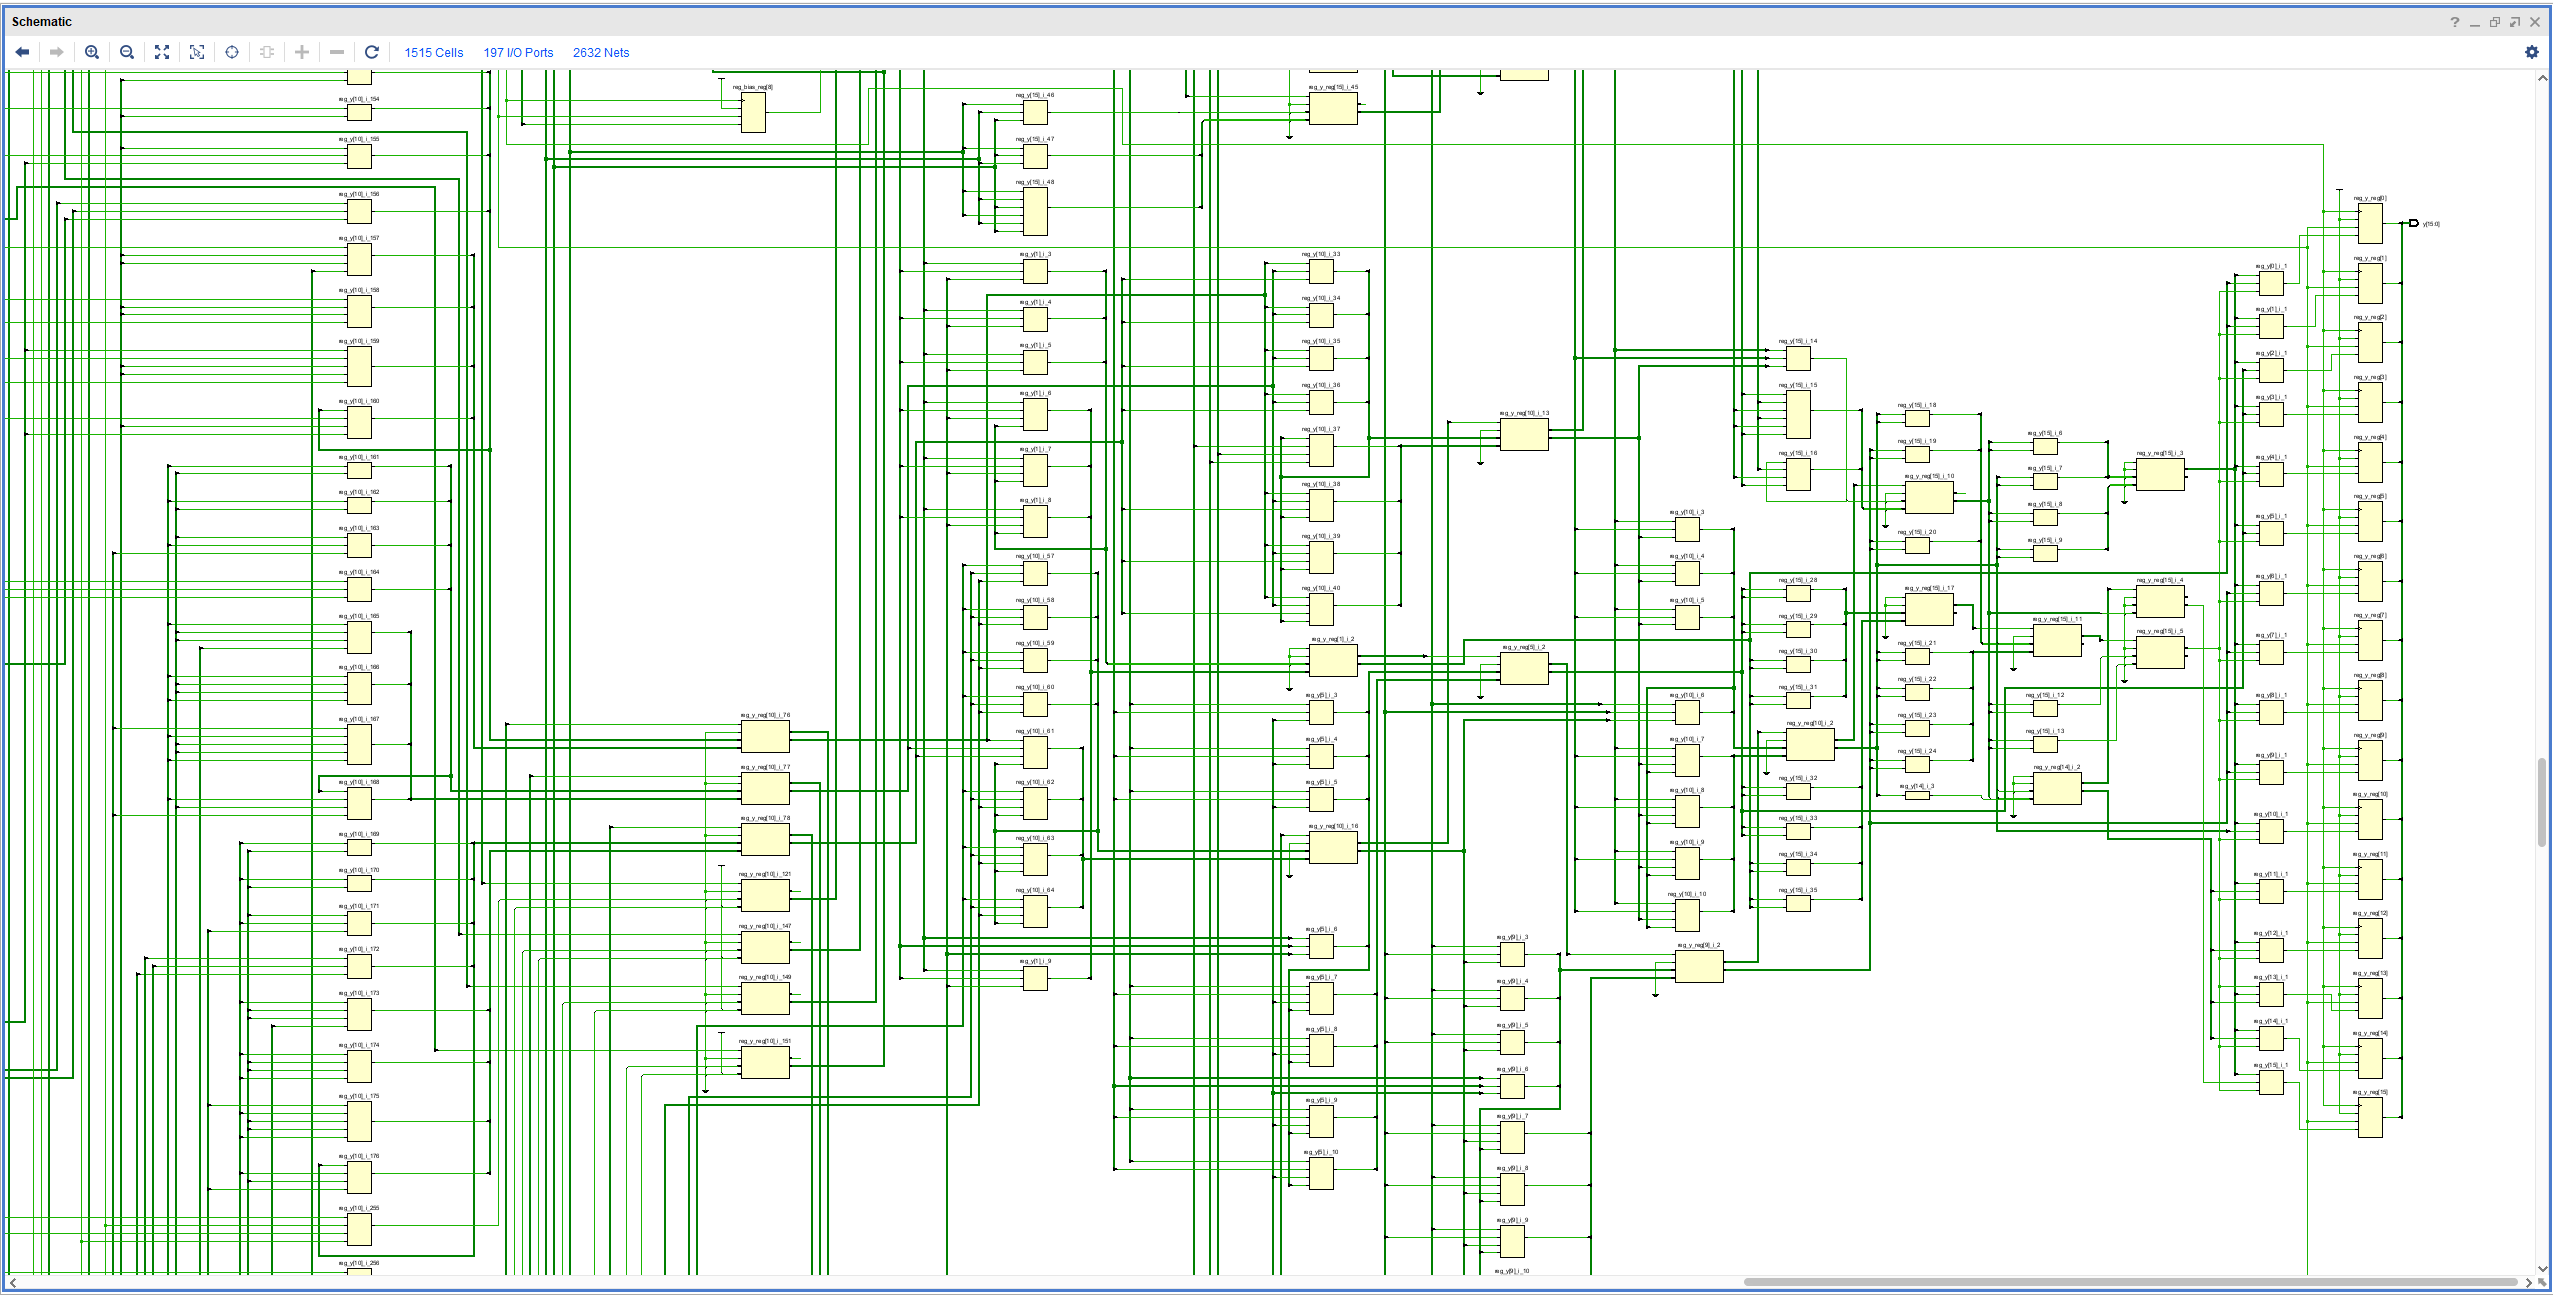 Schematic
1515 Cells 197 I/O Ports 2632 Nets
reg_y[10]_i_154
reg_y[10]_i_155
reg_y[10]_i_156
reg_y[10]_i_157
reg_y[10]_i_158
reg_y[10]_i_159
reg_y[10]_i_160
reg_y[10]_i_161
reg_y[10]_i_162
reg_y[10]_i_163
reg_y[10]_i_164
reg_y[10]_i_165
reg_y[10]_i_166
reg_y[10]_i_167
reg_y[10]_i_168
reg_y[10]_i_169
reg_y[10]_i_170
reg_y[10]_i_171
reg_y[10]_i_172
reg_y[10]_i_173
reg_y[10]_i_174
reg_y[10]_i_175
reg_y[10]_i_176
reg_y[10]_i_255
reg_y[10]_i_256
reg_bias_reg[8]
reg_y_reg[10]_i_76
reg_y_reg[10]_i_77
reg_y_reg[10]_i_78
reg_y_reg[10]_i_121
reg_y_reg[10]_i_147
reg_y_reg[10]_i_149
reg_y_reg[10]_i_151
reg_y[15]_i_46
reg_y[15]_i_47
reg_y[15]_i_48
reg_y[1]_i_3
reg_y[1]_i_4
reg_y[1]_i_5
reg_y[1]_i_6
reg_y[1]_i_7
reg_y[1]_i_8
reg_y[10]_i_57
reg_y[10]_i_58
reg_y[10]_i_59
reg_y[10]_i_60
reg_y[10]_i_61
reg_y[10]_i_62
reg_y[10]_i_63
reg_y[10]_i_64
reg_y[1]_i_9
reg_y_reg[15]_i_45
reg_y[10]_i_33
reg_y[10]_i_34
reg_y[10]_i_35
reg_y[10]_i_36
reg_y[10]_i_37
reg_y[10]_i_38
reg_y[10]_i_39
reg_y[10]_i_40
reg_y_reg[1]_i_2
reg_y[5]_i_3
reg_y[5]_i_4
reg_y[5]_i_5
reg_y_reg[10]_i_16
reg_y[5]_i_6
reg_y[5]_i_7
reg_y[5]_i_8
reg_y[5]_i_9
reg_y[5]_i_10
reg_y_reg[10]_i_13
reg_y_reg[5]_i_2
reg_y[9]_i_3
reg_y[9]_i_4
reg_y[9]_i_5
reg_y[9]_i_6
reg_y[9]_i_7
reg_y[9]_i_8
reg_y[9]_i_9
reg_y[9]_i_10
reg_y[10]_i_3
reg_y[10]_i_4
reg_y[10]_i_5
reg_y[10]_i_6
reg_y[10]_i_7
reg_y[10]_i_8
reg_y[10]_i_9
reg_y[10]_i_10
reg_y_reg[9]_i_2
reg_y[15]_i_14
reg_y[15]_i_15
reg_y[15]_i_16
reg_y[15]_i_28
reg_y[15]_i_29
reg_y[15]_i_30
reg_y[15]_i_31
reg_y_reg[10]_i_2
reg_y[15]_i_32
reg_y[15]_i_33
reg_y[15]_i_34
reg_y[15]_i_35
reg_y[15]_i_18
reg_y[15]_i_19
reg_y_reg[15]_i_10
reg_y[15]_i_20
reg_y_reg[15]_i_17
reg_y[15]_i_21
reg_y[15]_i_22
reg_y[15]_i_23
reg_y[15]_i_24
reg_y[14]_i_3
reg_y[15]_i_6
reg_y[15]_i_7
reg_y[15]_i_8
reg_y[15]_i_9
reg_y_reg[15]_i_11
reg_y[15]_i_12
reg_y[15]_i_13
reg_y_reg[14]_i_2
reg_y_reg[15]_i_3
reg_y_reg[15]_i_4
reg_y_reg[15]_i_5
reg_y[0]_i_1
reg_y[1]_i_1
reg_y[2]_i_1
reg_y[3]_i_1
reg_y[4]_i_1
reg_y[5]_i_1
reg_y[6]_i_1
reg_y[7]_i_1
reg_y[8]_i_1
reg_y[9]_i_1
reg_y[10]_i_1
reg_y[11]_i_1
reg_y[12]_i_1
reg_y[13]_i_1
reg_y[14]_i_1
reg_y[15]_i_1
reg_y_reg[0]
reg_y_reg[1]
reg_y_reg[2]
reg_y_reg[3]
reg_y_reg[4]
reg_y_reg[5]
reg_y_reg[6]
reg_y_reg[7]
reg_y_reg[8]
reg_y_reg[9]
reg_y_reg[10]
reg_y_reg[11]
reg_y_reg[12]
reg_y_reg[13]
reg_y_reg[14]
reg_y_reg[15]
y[15:0]